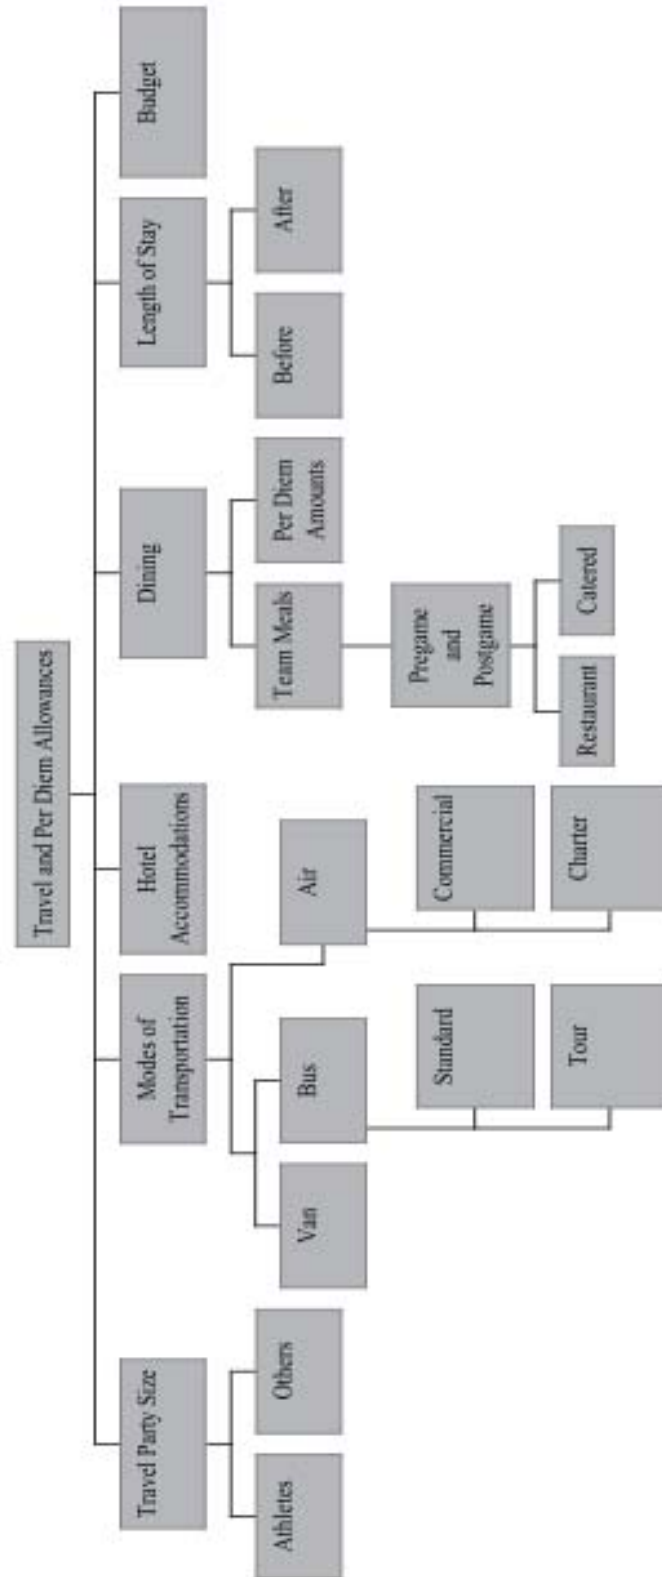 Travel and Per Diem Allowances
Travel Party Size
Modes of
Transportation
Hotel
Accommodations
Dining
Length of Stay
Budget
Athletes
Others
Van
Bus
Air
Team Meals
Per Diem
Amounts
Before
After
Standard
Tour
Commercial
Charter
Pregame
and
Postgame
Restaurant
Catered